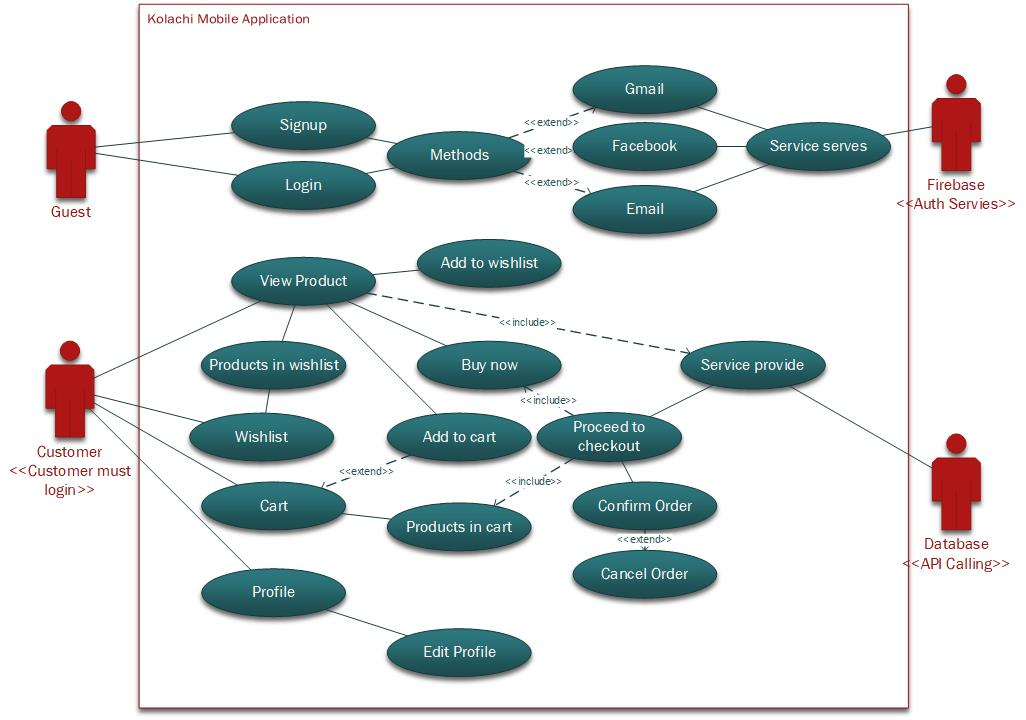 Kolachi Mobile Application
Gmail
Signup
<<extend>>
Methods
<<extend>>
Facebook
Service serves
Login
<<extend>>
Email
Guest
Firebase
<<Auth Servies>>
Add to wishlist
View Product
<<include>>
Products in wishlist
Buy now
Service provide
<<include>>
Wishlist
Add to cart
Proceed to
checkout
Customer
<<Customer must
login>>
<<extend>>
<<include>>
Cart
Products in cart
Confirm Order
<<extend>>
Database
<<API Calling>>
Cancel Order
Profile
Edit Profile